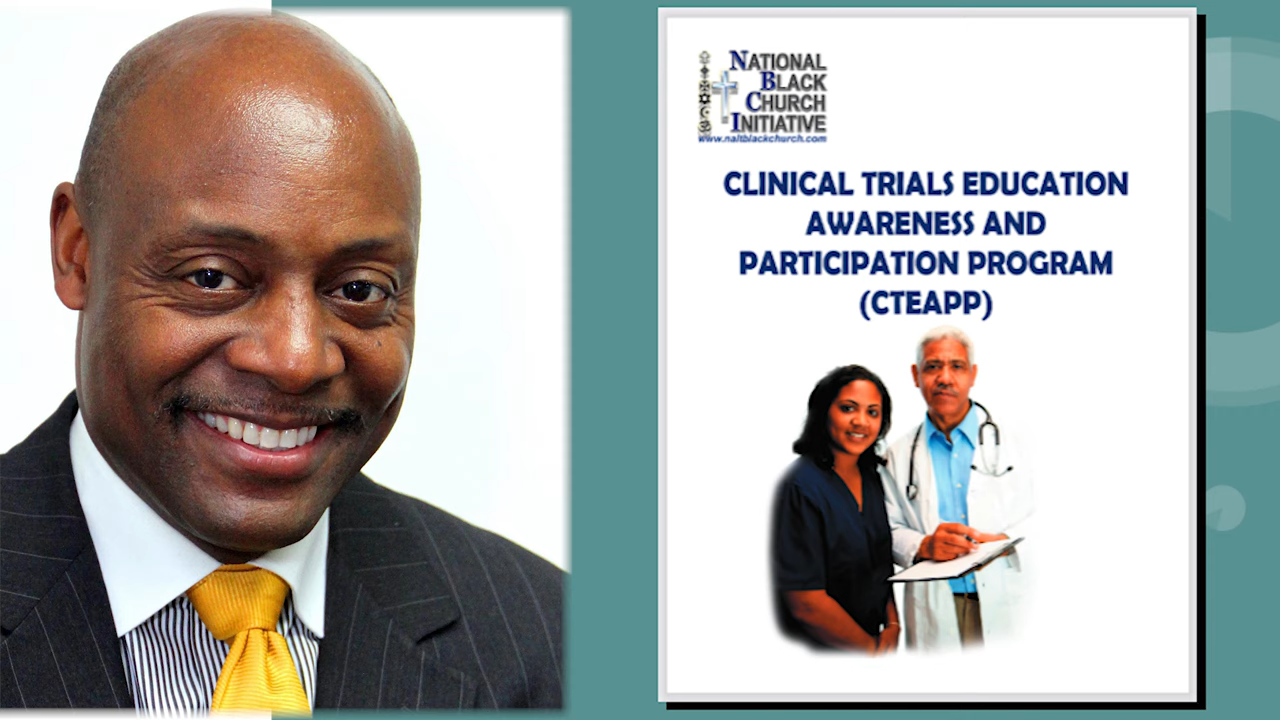 NATIONAL
BLACK
CHURCH
INITIATIVE
www.naltblackchurch.com
CLINICAL TRIALS EDUCATION
AWARENESS AND
PARTICIPATION PROGRAM
(CTEAPP)